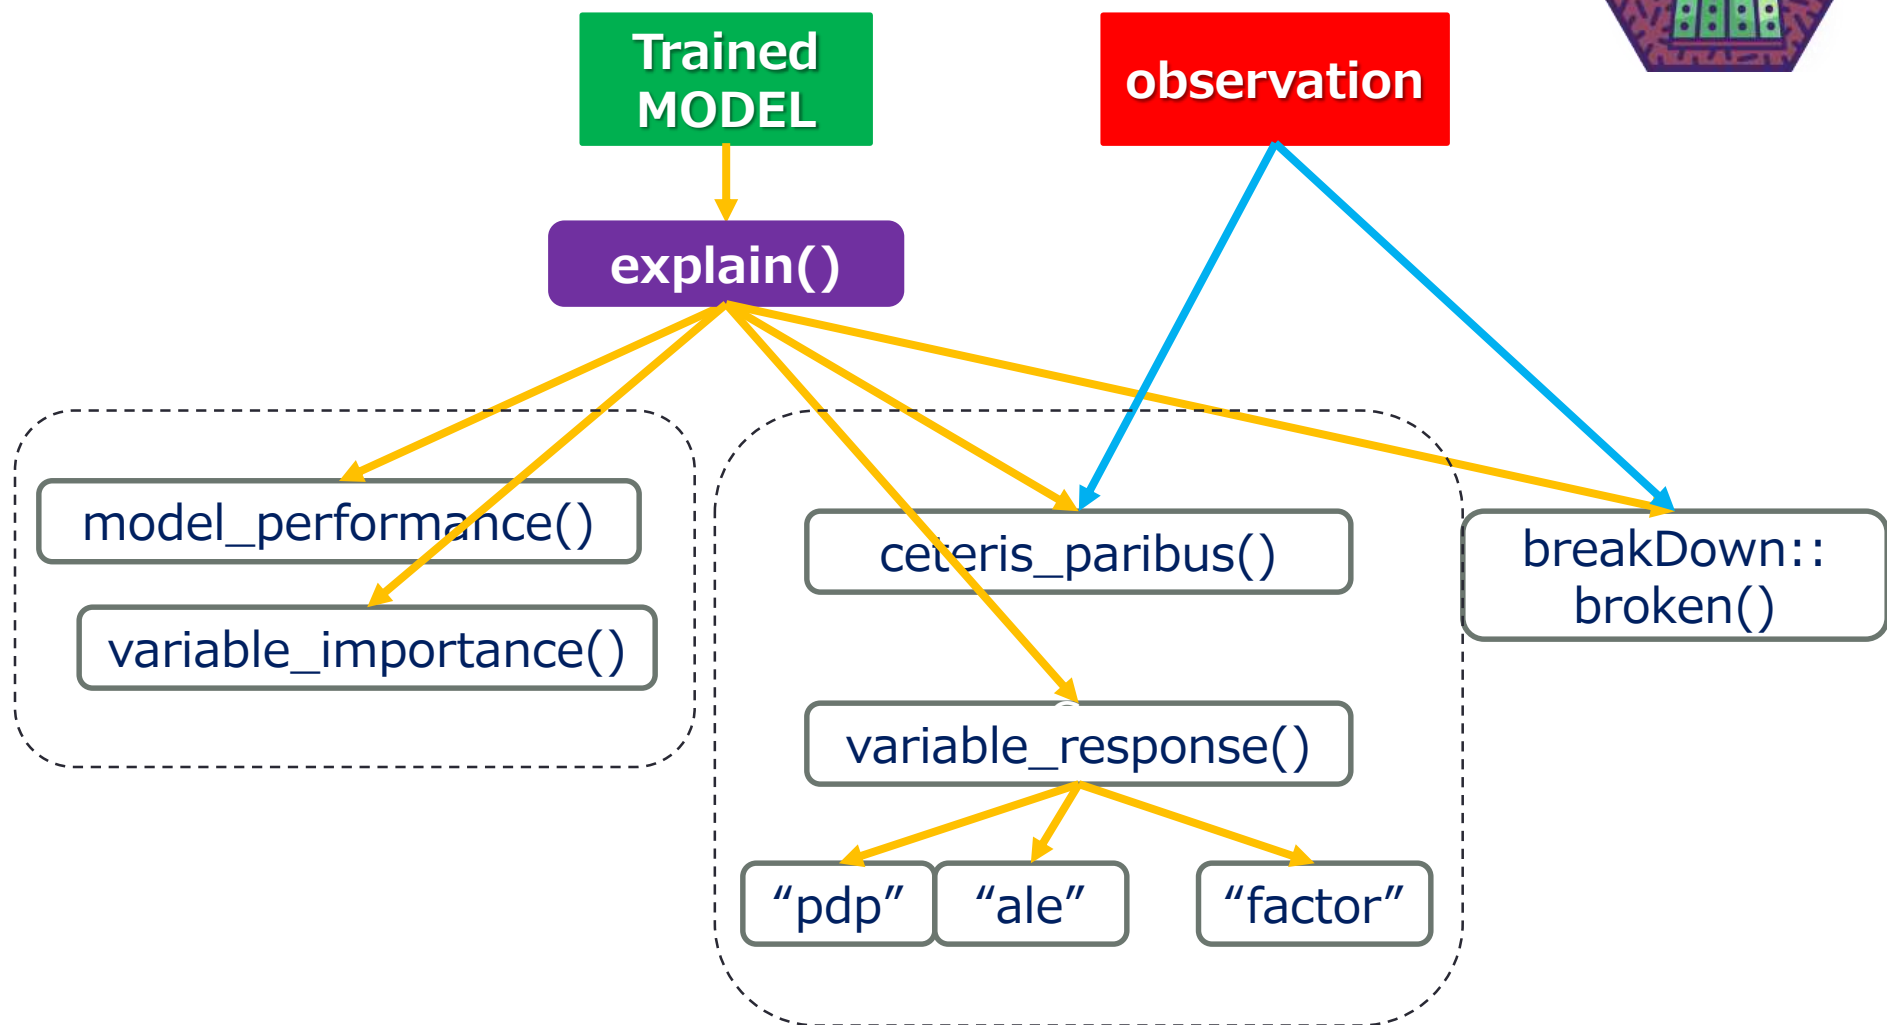 Trained
MODEL
observation
explain()
model_performance()
variable_importance()
ceteris_paribus()
breakDown::
broken()
variable_response()
“pdp”
“ale”
“factor”